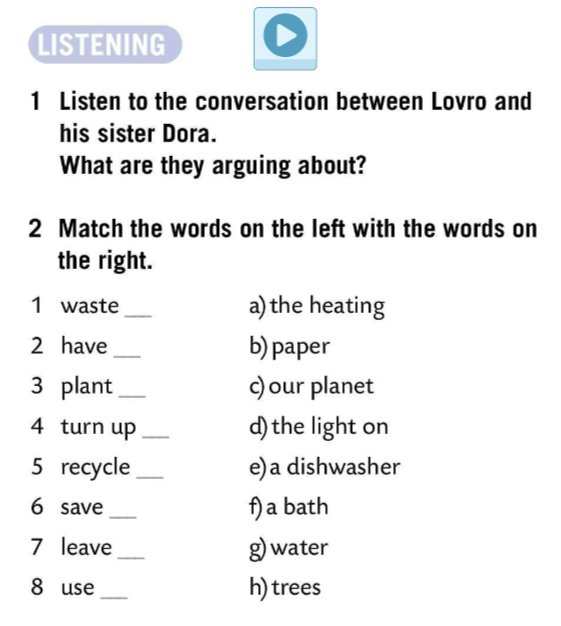 LISTENING
1 Listen to the conversation between Lovro and
his sister Dora.
What are they arguing about?
2 Match the words on the left with the words on
the right.
1 waste ___ a) the heating
2 have ___ b) paper
3 plant ___ c) our planet
4 turn up ___ d) the light on
5 recycle ___ e) a dishwasher
6 save ___ f) a bath
7 leave ___ g) water
8 use ___ h) trees